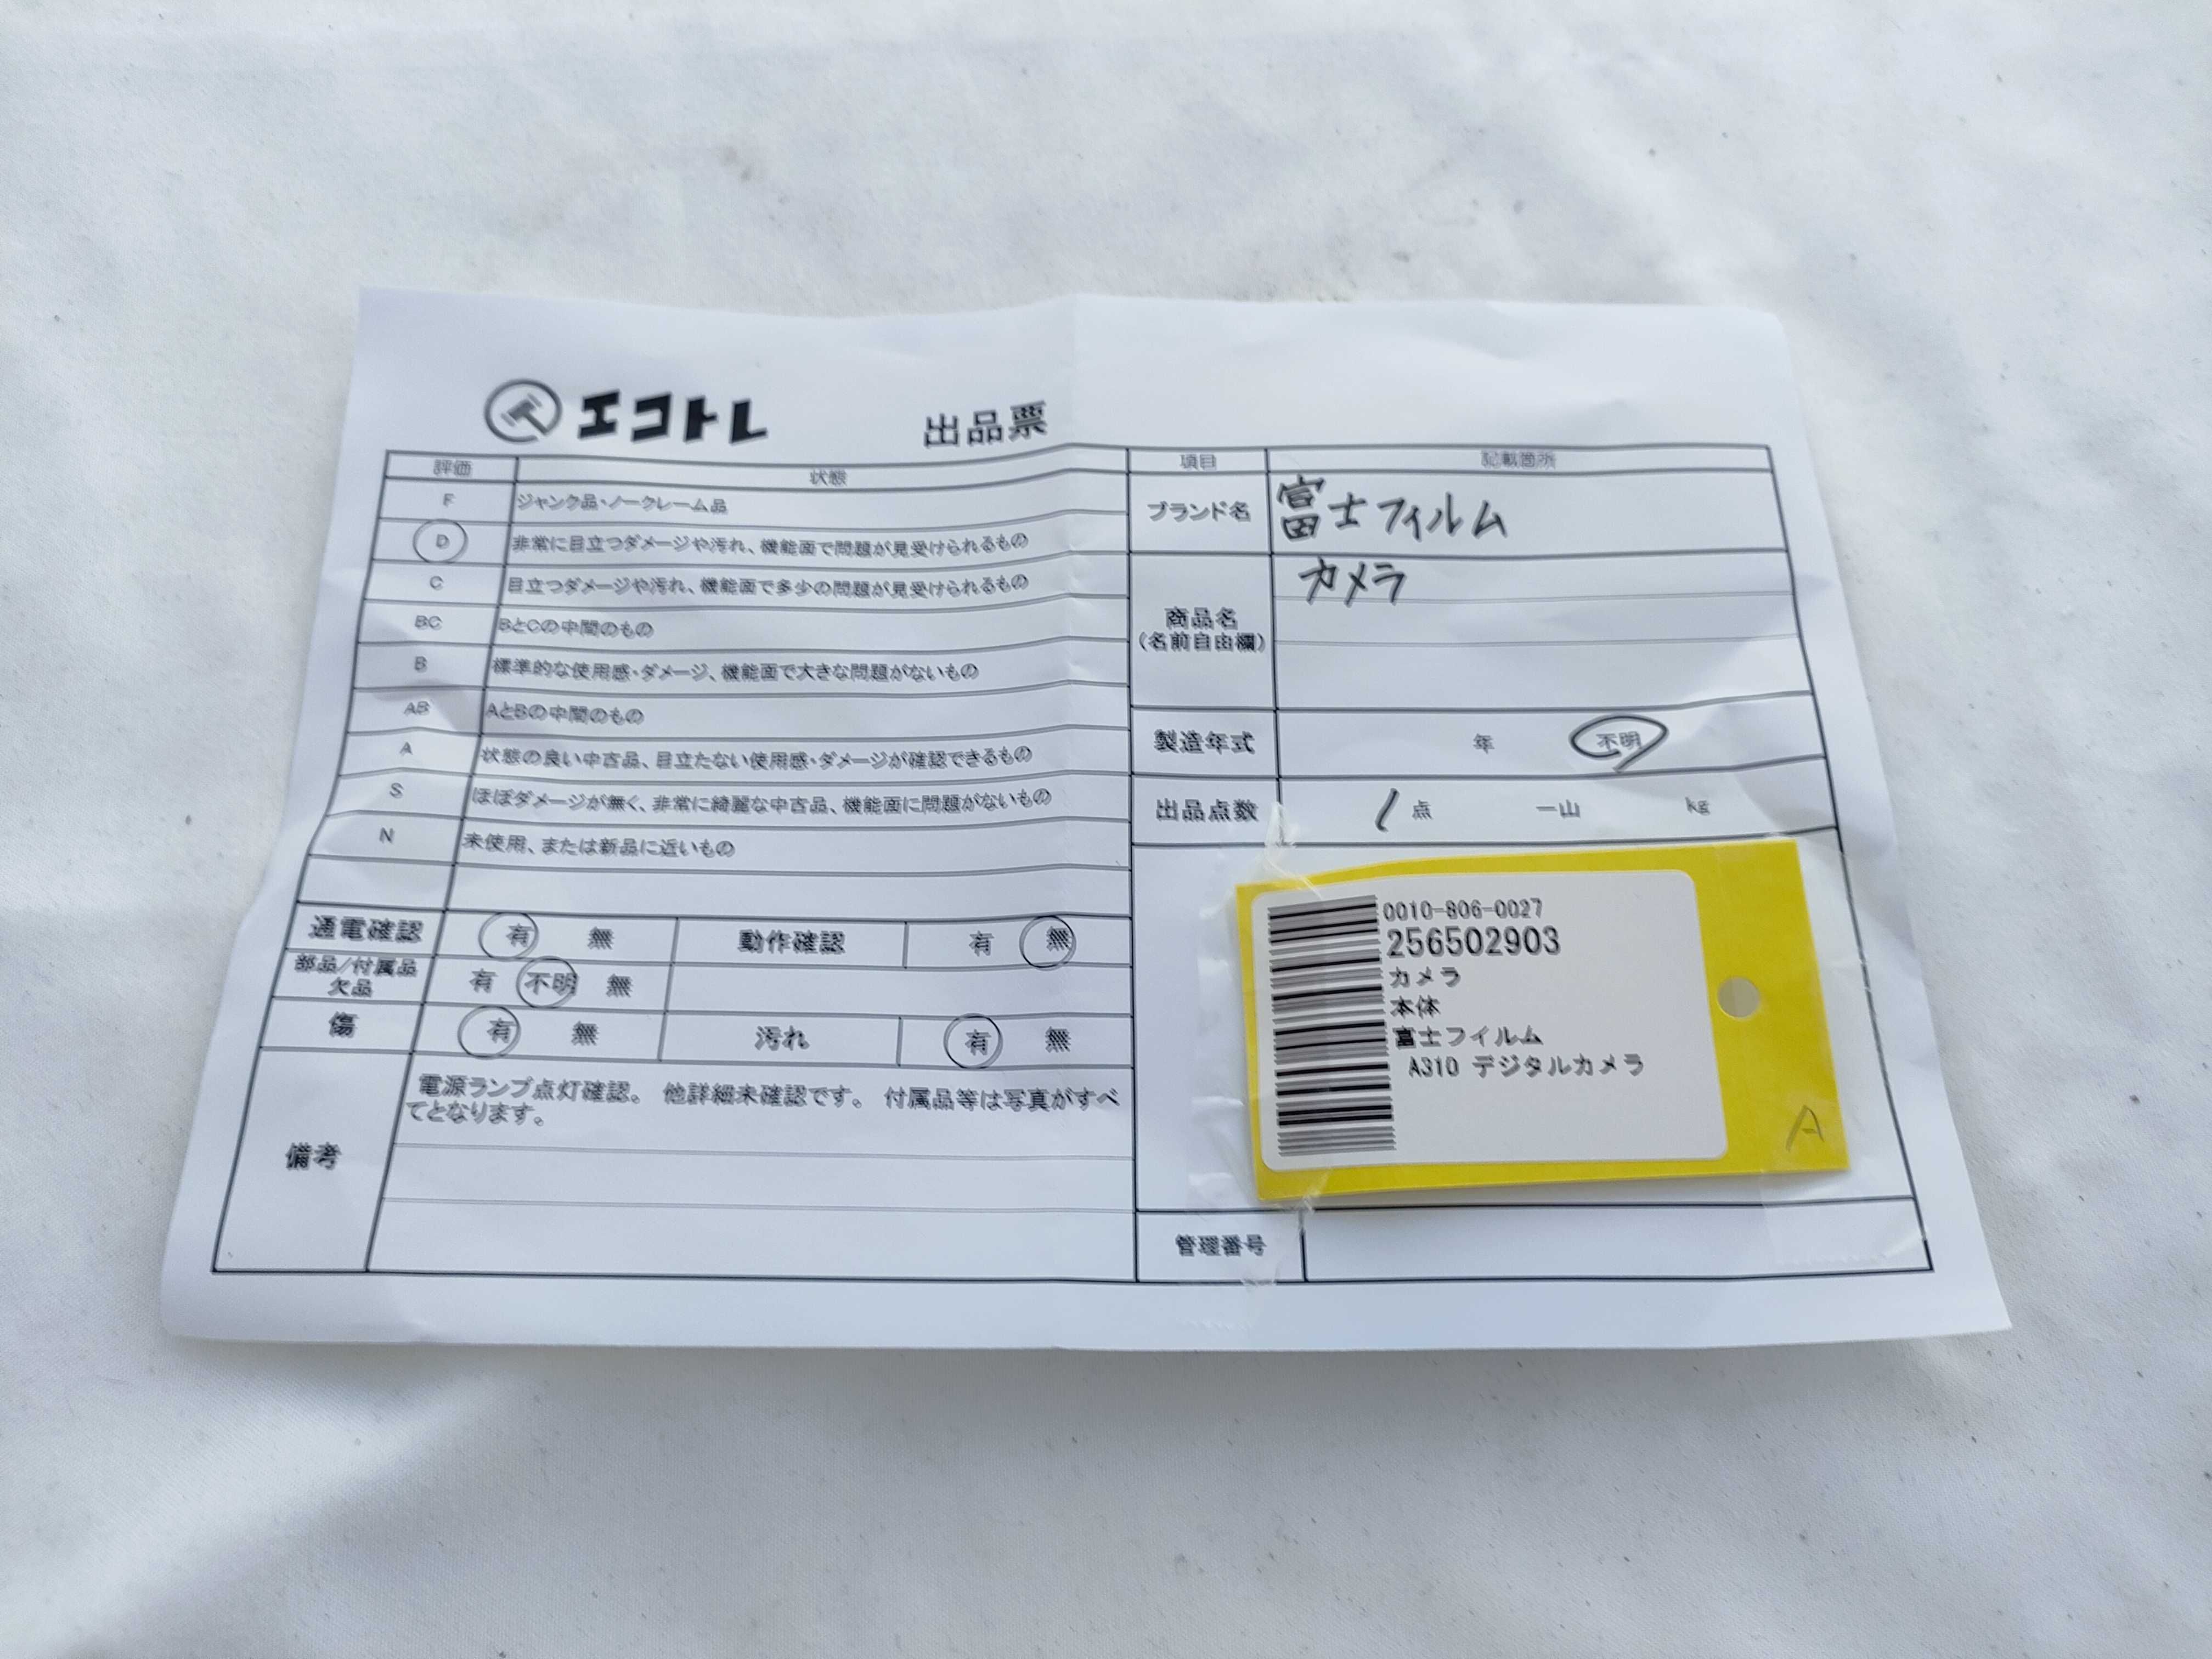 エコトレ 出品票
評価 状態
F ジャンク品・ノークレーム品
D 非常に目立つダメージや汚れ、機能面で問題が見受けられるもの
C 目立つダメージや汚れ、機能面で多少の問題が見受けられるもの
BC BとCの中間のもの
B 標準的な使用感・ダメージ、機能面で大きな問題がないもの
AB AとBの中間のもの
A 状態の良い中古品、目立たない使用感・ダメージが確認できるもの
S ほぼダメージが無く、非常に綺麗な中古品、機能面に問題がないもの
N 未使用、または新品に近いもの
通電確認 有 無 動作確認 有 無
部品/付属品
欠品 有 不明 無
傷 有 無 汚れ 有 無
備考
電源ランプ点灯確認。 他詳細未確認です。 付属品等は写真がすべ
てとなります。
項目 記載箇所
ブランド名 富士フィルム
商品名
(名前自由欄)
カメラ
製造年式 年 不明
出品点数 1 点 一山 kg
0010-806-0027
256502903
カメラ
本体
富士フイルム
A310 デジタルカメラ
A
管理番号